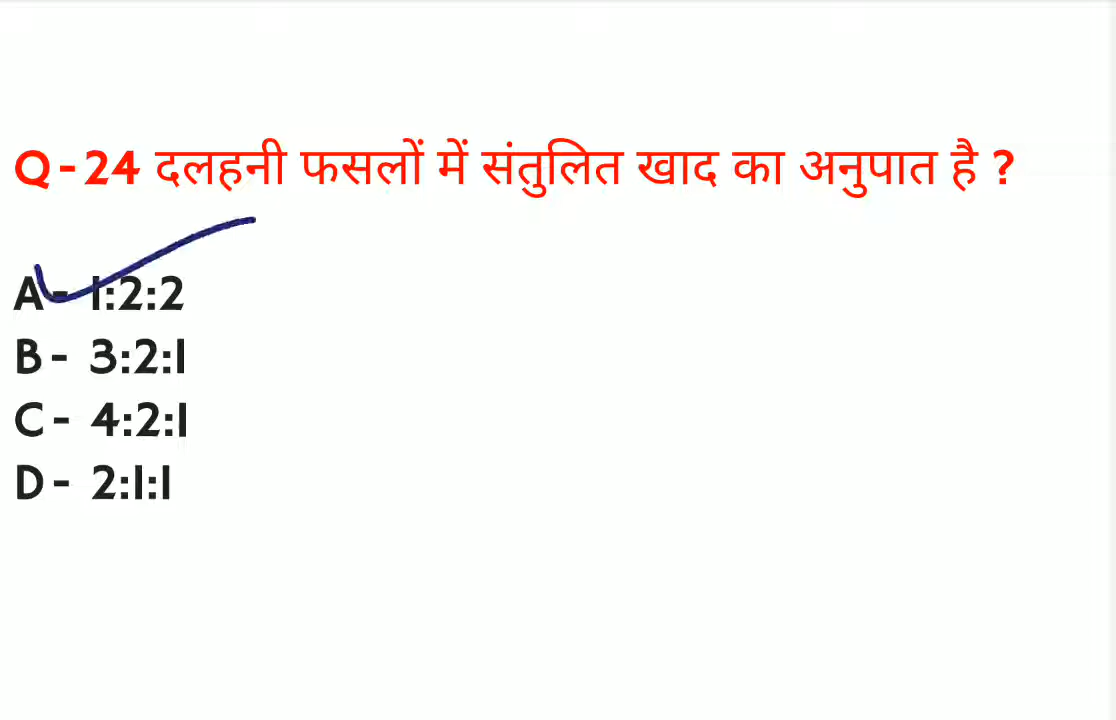 Q-24 दलहनी फसलों में संतुलित खाद का अनुपात है ?
A- 1:2:2
B- 3:2:1
C- 4:2:1
D- 2:1:1